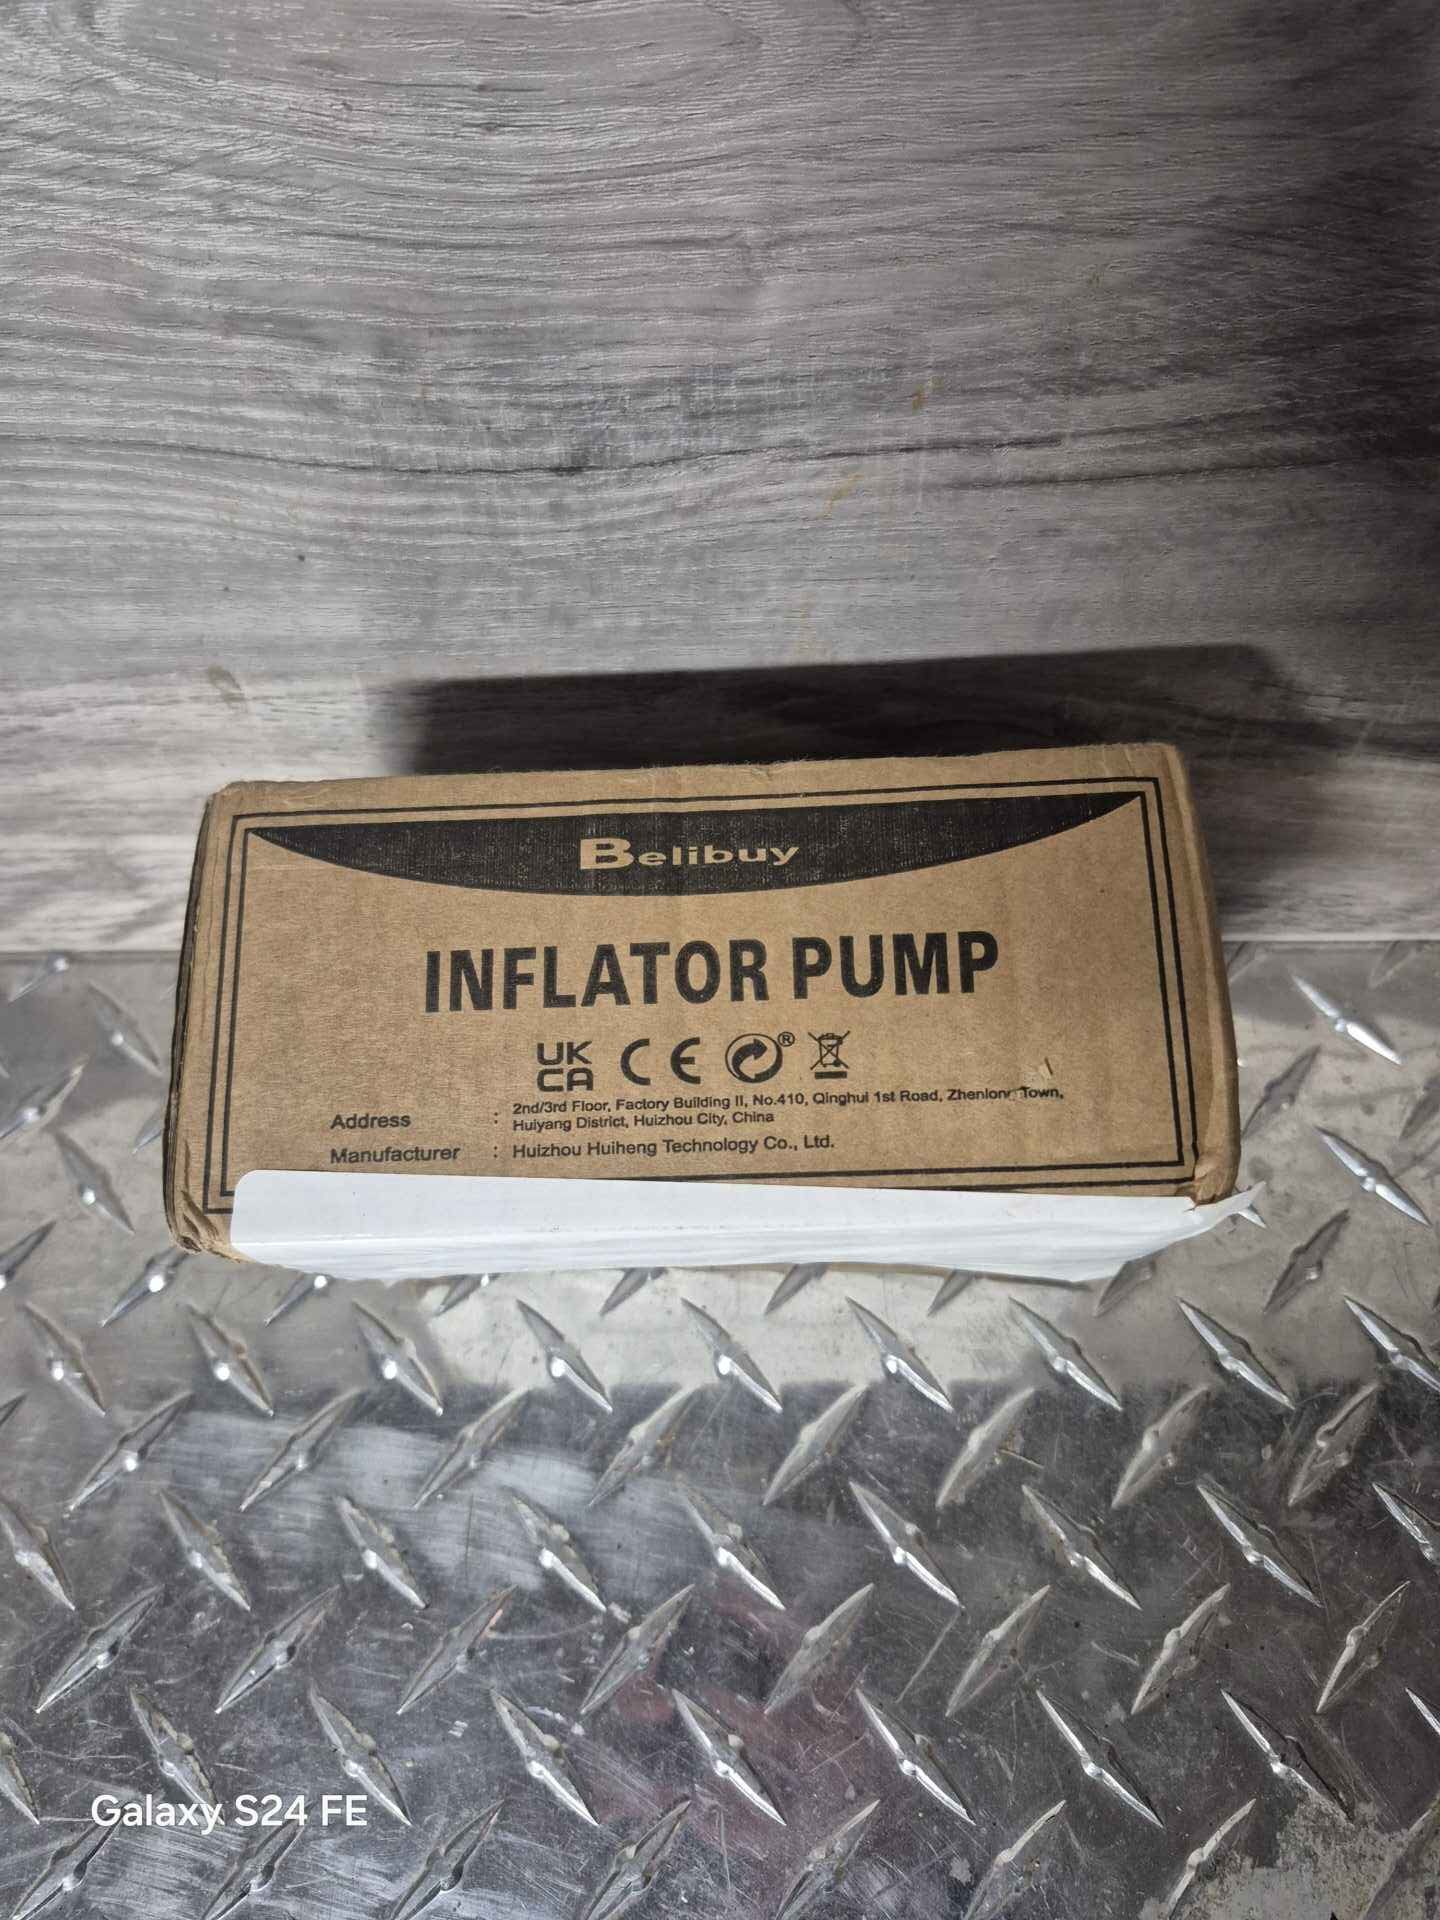 Belibuy
INFLATOR PUMP
UK
CA CE ®
Address : 2nd/3rd Floor, Factory Building II, No.410, Qinghui 1st Road, Town,
Huiyang District, Huizhou City, China
Manufacturer : Huizhou Huiheng Technology Co., Ltd.
Galaxy S24 FE